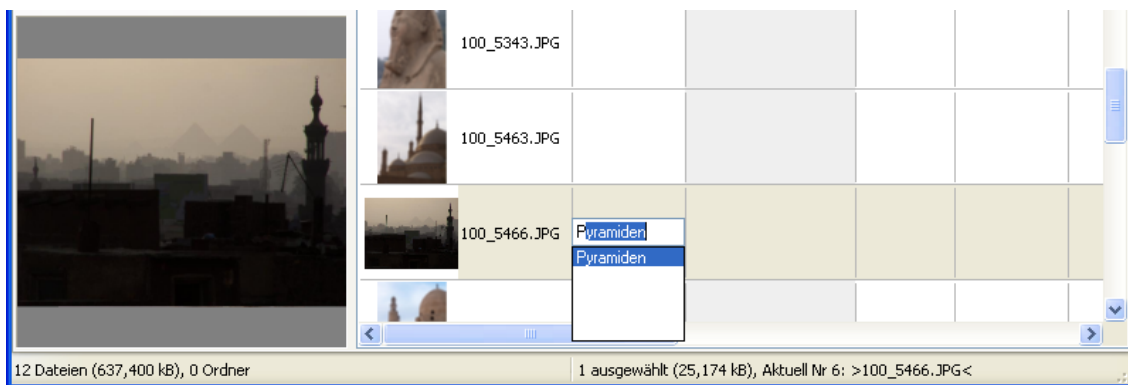 100_5343.JPG
100_5463.JPG
100_5466.JPG Pyramiden
Pyramiden
12 Dateien (637,400 kB), 0 Ordner 1 ausgewählt (25,174 kB), Aktuell Nr 6: >100_5466.JPG<